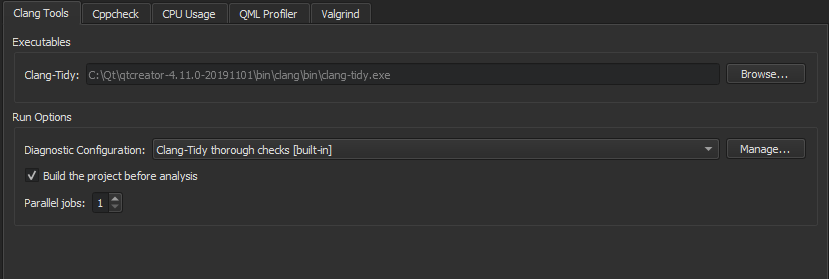 Clang Tools Cppcheck CPU Usage QML Profiler Valgrind
Executables
Clang-Tidy: C:\Qt\qtcreator-4.11.0-20191101\bin\clang\bin\clang-tidy.exe Browse...
Run Options
Diagnostic Configuration: Clang-Tidy thorough checks [built-in] Manage...
Build the project before analysis
Parallel jobs: 1